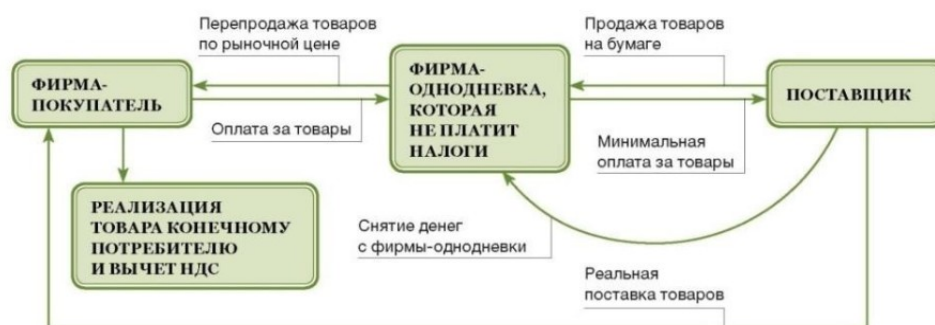 Перепродажа товаров
по рыночной цене
Продажа товаров
на бумаге
ФИРМА-
ПОКУПАТЕЛЬ
ФИРМА-
ОДНОДНЕВКА,
КОТОРАЯ
НЕ ПЛАТИТ
НАЛОГИ
ПОСТАВЩИК
Оплата за товары
Минимальная
оплата за товары
РЕАЛИЗАЦИЯ
ТОВАРА КОНЕЧНОМУ
ПОТРЕБИТЕЛЮ
И ВЫЧЕТ НДС
Снятие денег
с фирмы-однодневки
Реальная
поставка товаров